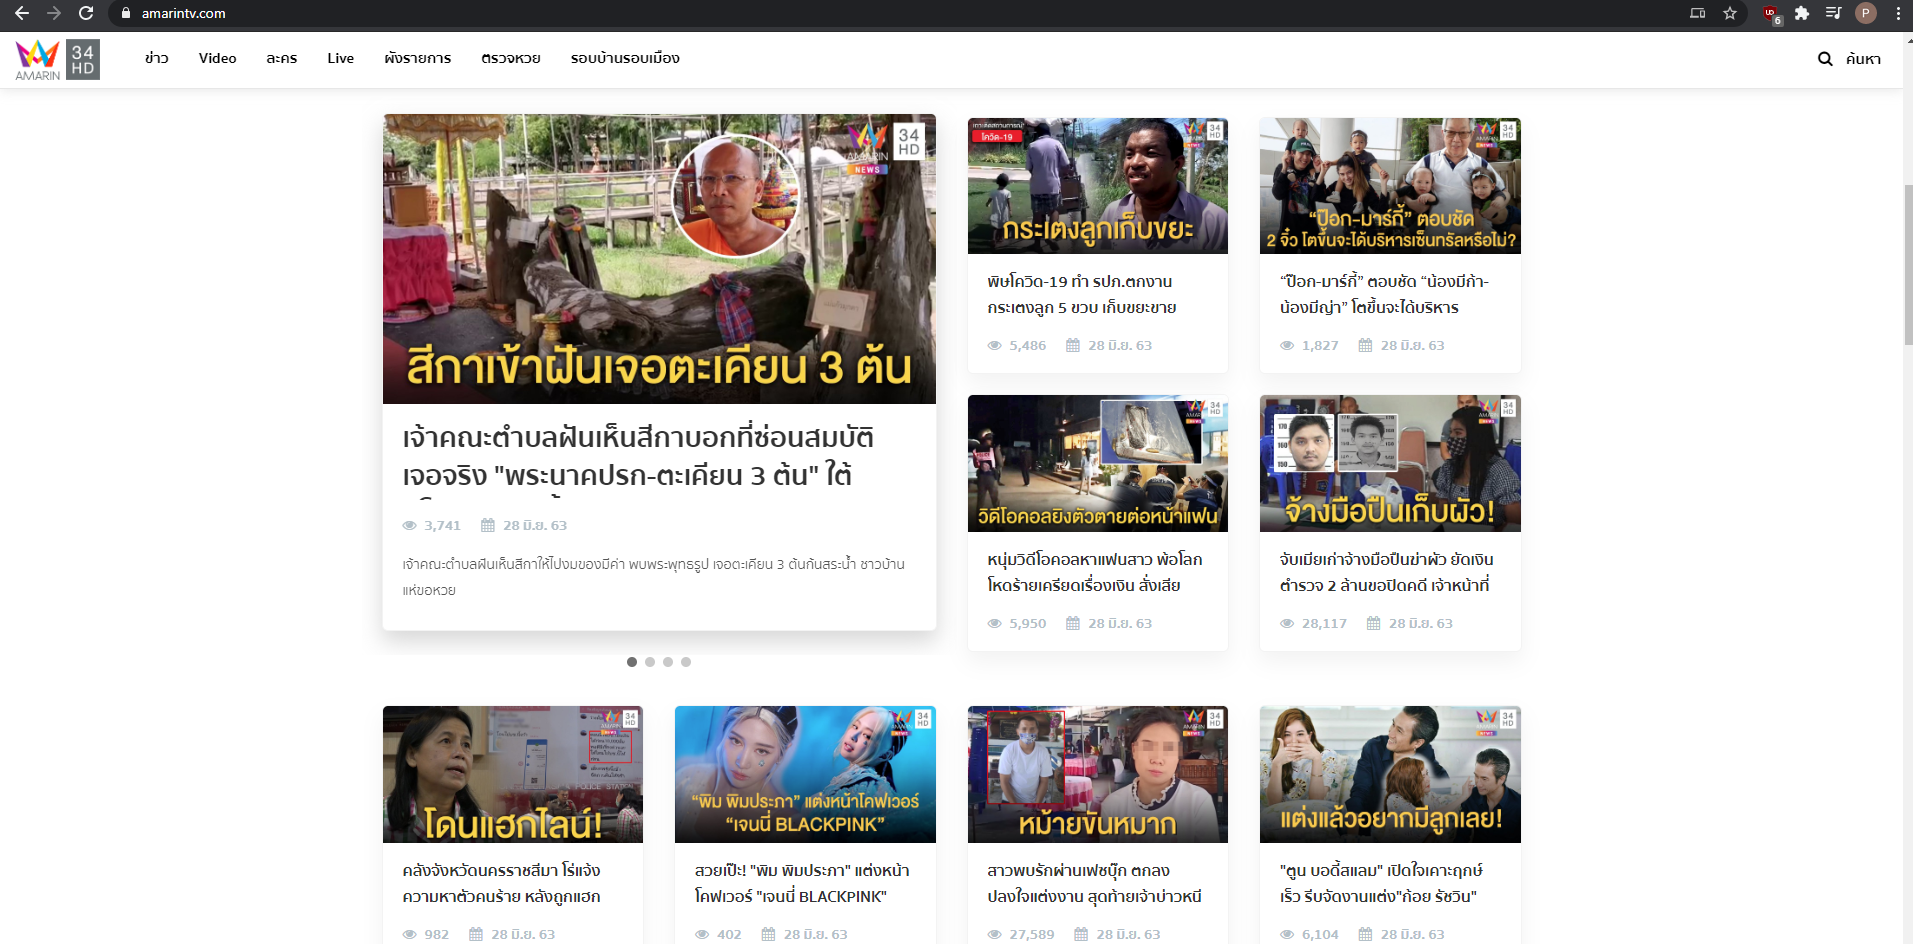 amarintv.com
6
P
AMARIN
34
HD
ข่าว
Video
ละคร
Live
ผังรายการ
ตรวจหวย
รอบบ้านรอบเมือง
ค้นหา
AMARIN
NEWS
34
HD
สีกาเข้าฝันเจอตะเคียน 3 ต้น
เจ้าคณะตำบลฝันเห็นสีกาบอกที่ซ่อนสมบัติ
เจอจริง "พระนาคปรก-ตะเคียน 3 ต้น" ใต้
3,741
28 มิ.ย. 63
เจ้าคณะตำบลฝันเห็นสีกาให้ไปงมของมีค่า พบพระพุทธรูป เจอตะเคียน 3 ต้นก้นสระน้ำ ชาวบ้าน
แห่ขอหวย
เกาะติดสถานการณ์
โควิด-19
34
HD
กระเตงลูกเก็บขยะ
พิษโควิด-19 ทำ รปภ.ตกงาน
กระเตงลูก 5 ขวบ เก็บขยะขาย
5,486
28 มิ.ย. 63
34
HD
“ป๊อก-มาร์กี้” ตอบชัด
2 จิ๋ว โตขึ้นจะได้บริหารเซ็นทรัลหรือไม่?
“ป๊อก-มาร์กี้” ตอบชัด “น้องมีก้า-
น้องมีญ่า” โตขึ้นจะได้บริหาร
1,827
28 มิ.ย. 63
34
HD
วิดีโอคอลยิงตัวตายต่อหน้าแฟน
หนุ่มวิดีโอคอลหาแฟนสาว พ้อโลก
โหดร้ายเครียดเรื่องเงิน สั่งเสีย
5,950
28 มิ.ย. 63
170
160
150
34
HD
จ้างมือปืนเก็บผัว!
จับเมียเก่าจ้างมือปืนฆ่าผัว ยัดเงิน
ตำรวจ 2 ล้านขอปิดคดี เจ้าหน้าที่
28,117
28 มิ.ย. 63
34
HD
POLICE STATION
โดนแฮกไลน์!
คลังจังหวัดนครราชสีมา โร่แจ้ง
ความหาตัวคนร้าย หลังถูกแฮก
982
28 มิ.ย. 63
34
HD
“พิม พิมประภา” แต่งหน้าโคฟเวอร์
“เจนนี่ BLACKPINK”
สวยเป๊ะ! "พิม พิมประภา" แต่งหน้า
โคฟเวอร์ "เจนนี่ BLACKPINK"
402
28 มิ.ย. 63
34
HD
หม้ายขันหมาก
สาวพบรักผ่านเฟซบุ๊ก ตกลง
ปลงใจแต่งงาน สุดท้ายเจ้าบ่าวหนี
27,589
28 มิ.ย. 63
34
HD
แต่งแล้วอยากมีลูกเลย!
"ตูน บอดี้สแลม" เปิดใจเคาะฤกษ์
เร็ว รีบจัดงานแต่ง"ก้อย รัชวิน"
6,104
28 มิ.ย. 63